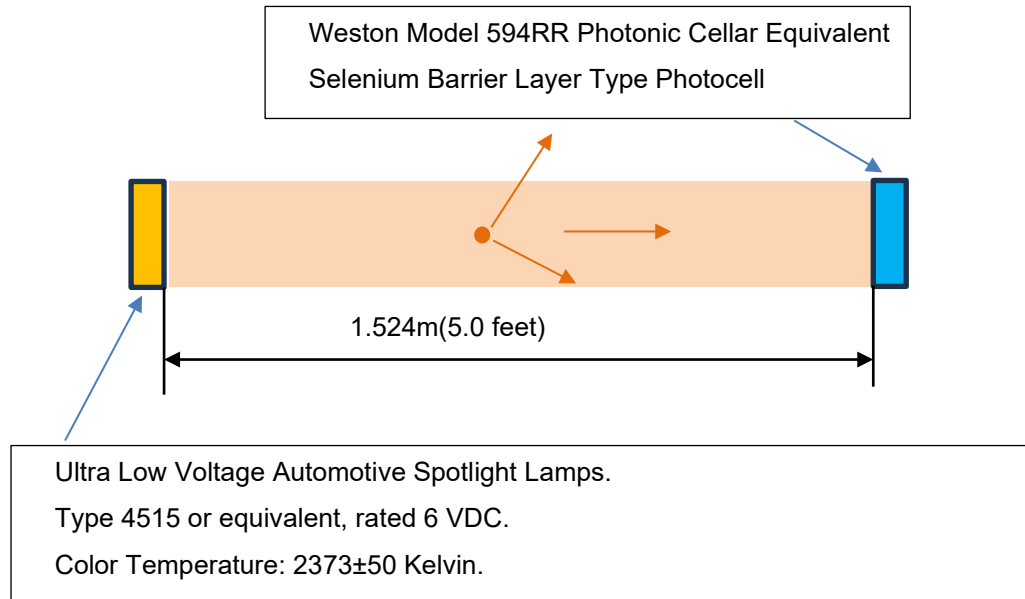 Weston Model 594RR Photonic Cellar Equivalent
Selenium Barrier Layer Type Photocell
1.524m(5.0 feet)
Ultra Low Voltage Automotive Spotlight Lamps.
Type 4515 or equivalent, rated 6 VDC.
Color Temperature: 2373±50 Kelvin.